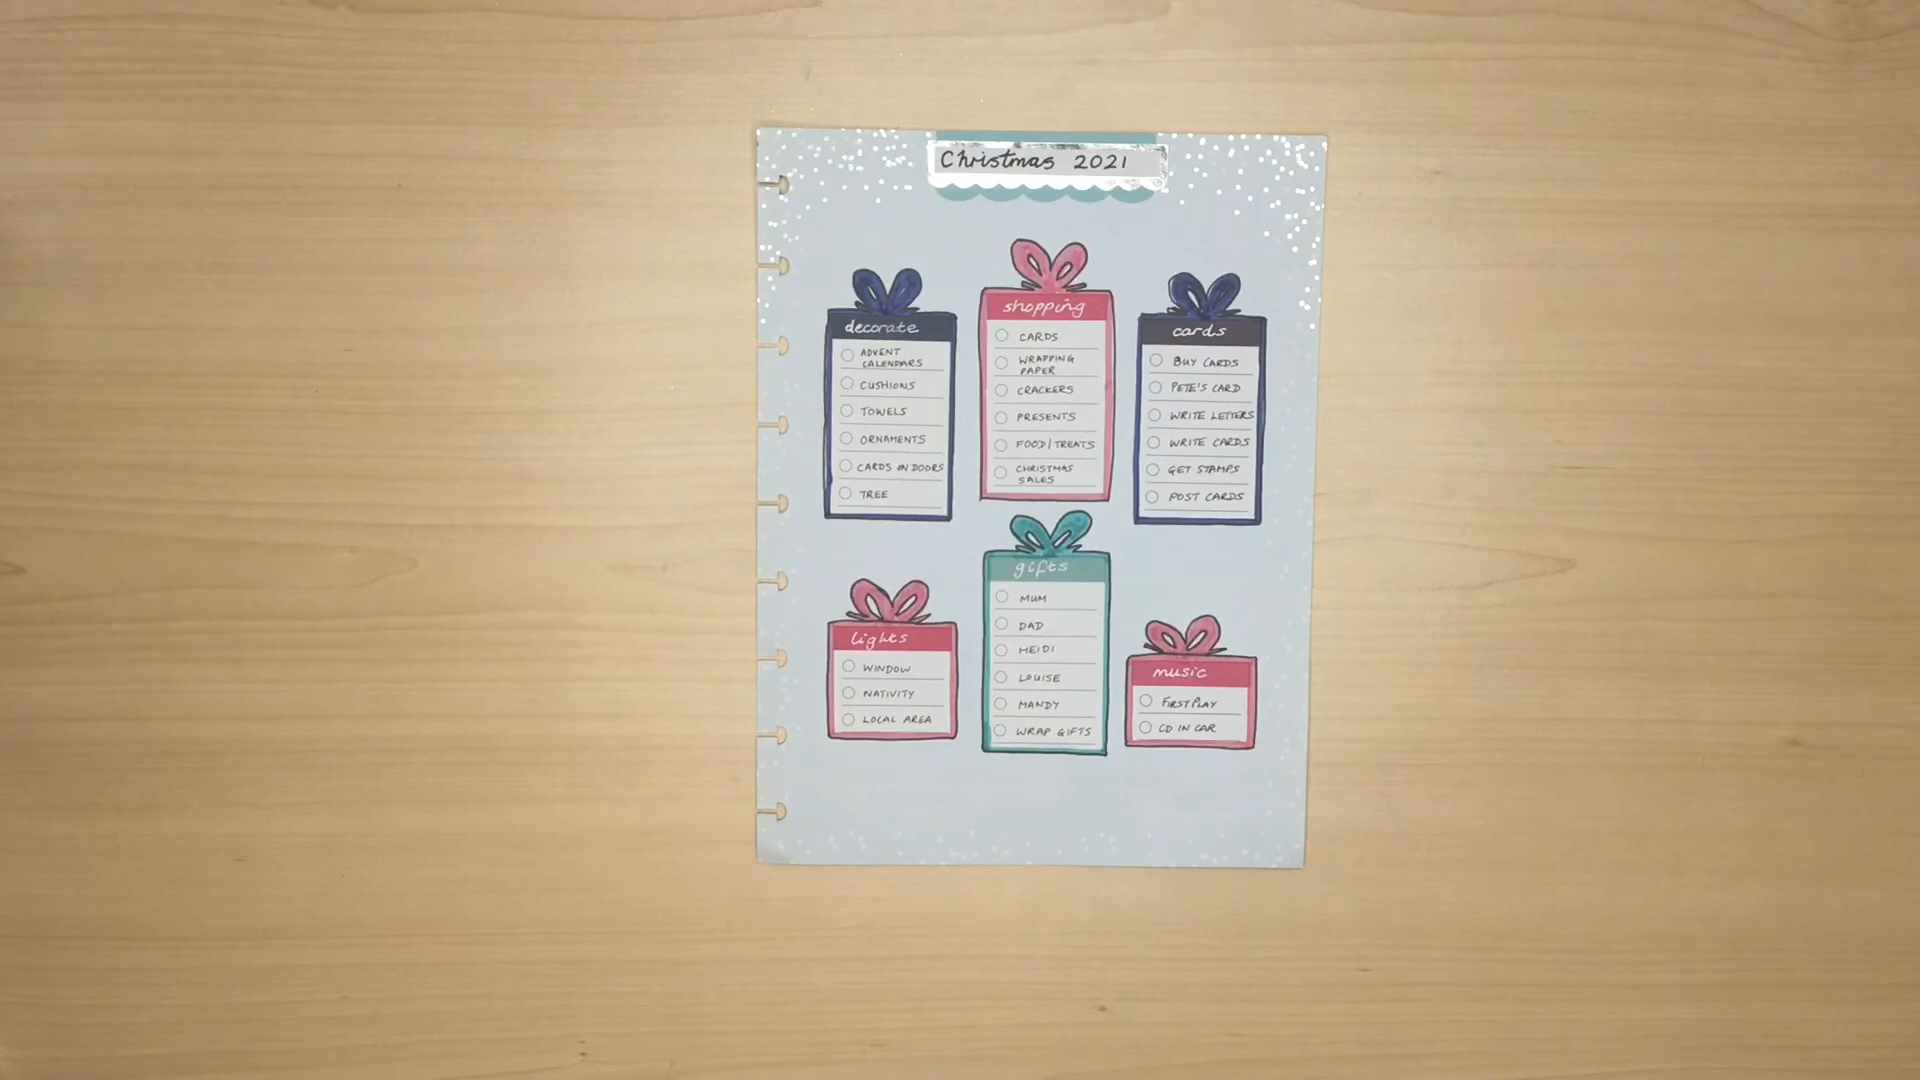 Christmas 2021
decorate
ADVENT
CALENDARS
CUSHIONS
TOWELS
ORNAMENTS
CARDS ON DOORS
TREE
shopping
CARDS
WRAPPING
PAPER
CRACKERS
PRESENTS
FOOD/TREATS
CHRISTMAS
SALES
cards
BUY CARDS
PETE'S CARD
WRITE LETTERS
WRITE CARDS
GET STAMPS
POST CARDS
lights
WINDOW
NATIVITY
LOCAL AREA
gifts
MUM
DAD
HEIDI
LOUISE
MANDY
WRAP GIFTS
music
FIRST PLAY
CD IN CAR